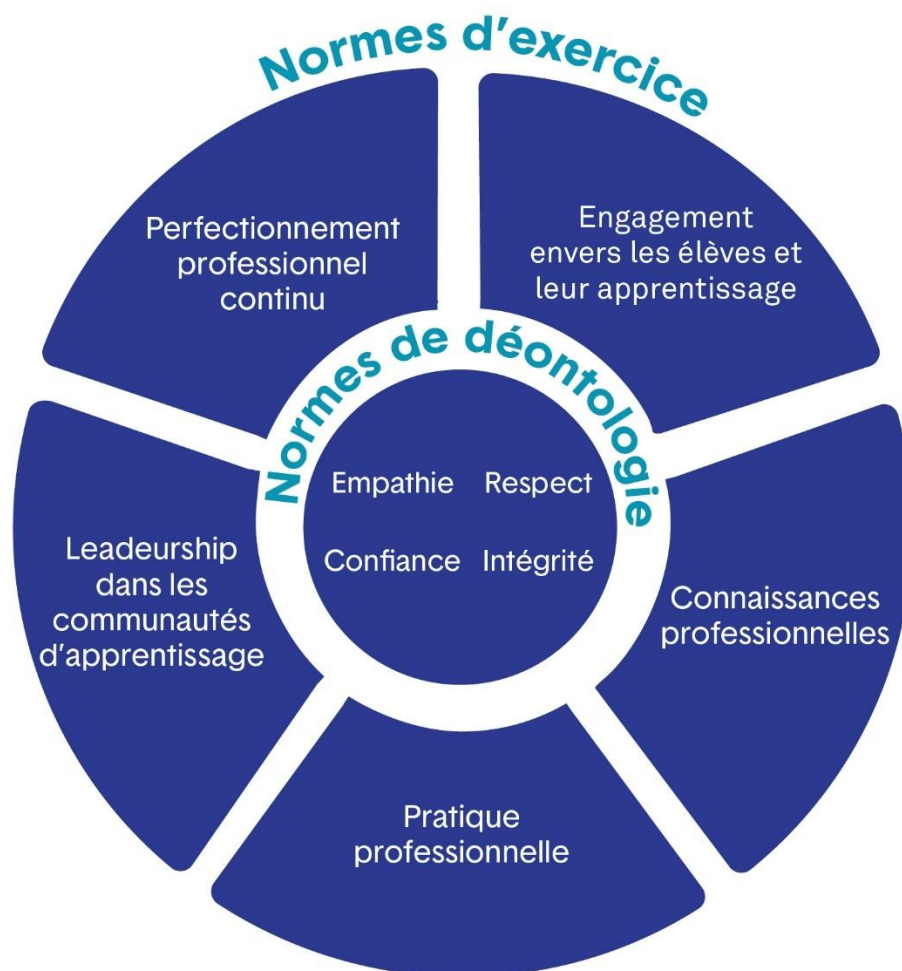 Normes d'exercice
Perfectionnement
professionnel
continu
Engagement
envers les élèves et
leur apprentissage
Normes de déontologie
Empathie Respect
Confiance Intégrité
Leadeurship
dans les
communautés
d'apprentissage
Connaissances
professionnelles
Pratique
professionnelle